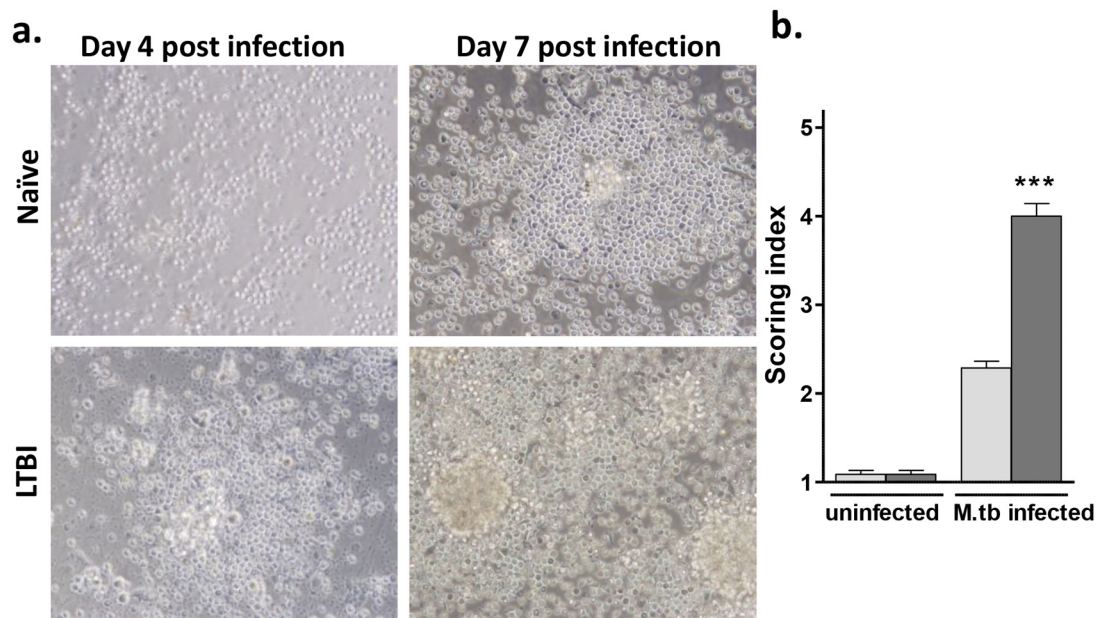 a.
Day 4 post infection
Day 7 post infection
Naïve
LTBI
b.
Scoring index
5
4
3
2
1
***
uninfected
M.tb infected